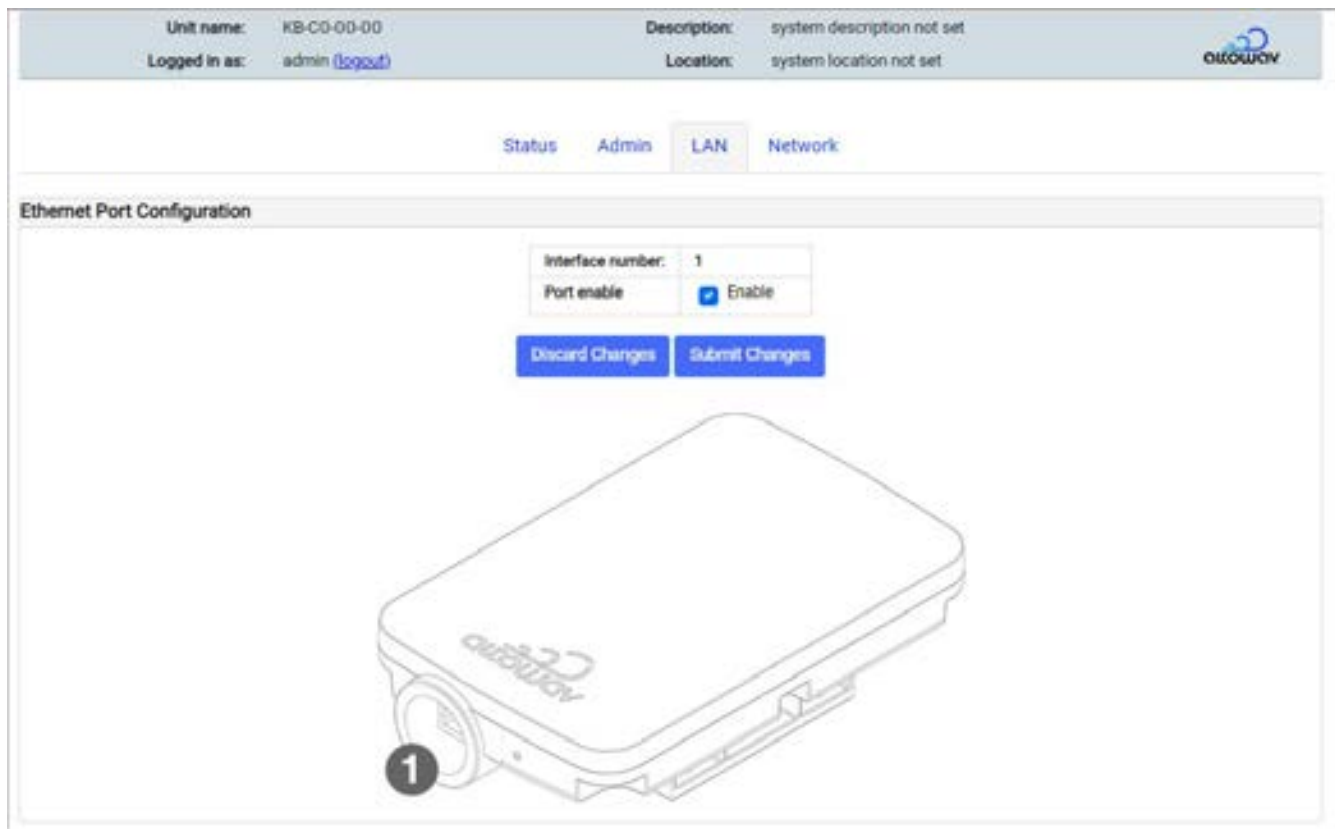 Unit name: KB-C0-00-00 Description: system description not set
Logged in as: admin (logout) Location: system location not set
altowav
Status Admin LAN Network
Ethernet Port Configuration
Interface number: 1
Port enable Enable
Discard Changes Submit Changes
altowav
1